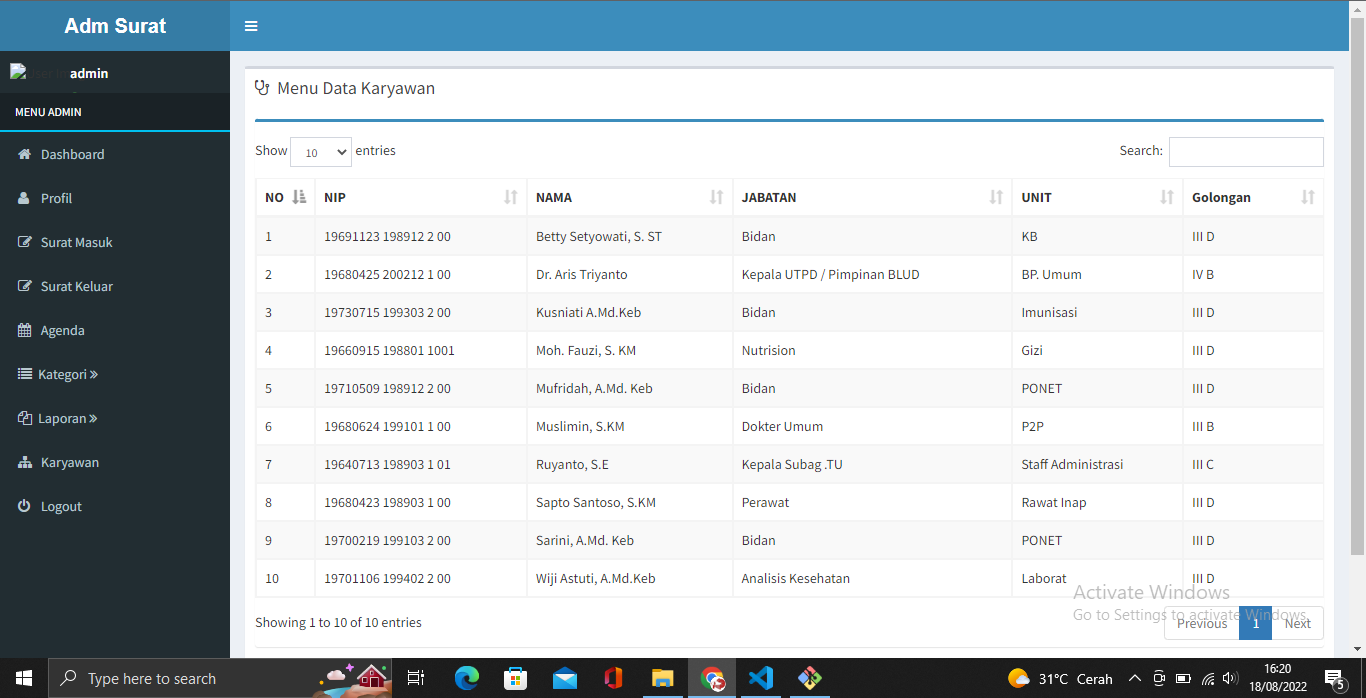 Adm Surat
admin
MENU ADMIN
Dashboard
Profil
Surat Masuk
Surat Keluar
Agenda
Kategori »
Laporan »
Karyawan
Logout
Menu Data Karyawan
Show 10 entries
Search:
NO NIP NAMA JABATAN UNIT Golongan
1 19691123 198912 2 00 Betty Setyowati, S. ST Bidan KB III D
2 19680425 200212 1 00 Dr. Aris Triyanto Kepala UTPD / Pimpinan BLUD BP. Umum IV B
3 19730715 199303 2 00 Kusniati A.Md.Keb Bidan Imunisasi III D
4 19660915 198801 1001 Moh. Fauzi, S. KM Nutrision Gizi III D
5 19710509 198912 2 00 Mufridah, A.Md. Keb Bidan PONET III D
6 19680624 199101 1 00 Muslimin, S.KM Dokter Umum P2P III B
7 19640713 198903 1 01 Ruyanto, S.E Kepala Subag .TU Staff Administrasi III C
8 19680423 198903 1 00 Sapto Santoso, S.KM Perawat Rawat Inap III D
9 19700219 199103 2 00 Sarini, A.Md. Keb Bidan PONET III D
10 19701106 199402 2 00 Wiji Astuti, A.Md.Keb Analisis Kesehatan Laborat III D
Showing 1 to 10 of 10 entries
Previous 1 Next
Activate Windows
Go to Settings to activate Windows.
Type here to search
31°C Cerah
16:20
18/08/2022
5